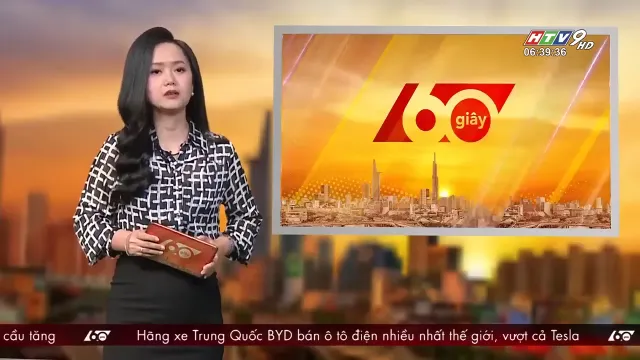 HTV9 HD
06:39:36
60 giây
cầu tăng 60 Hãng xe Trung Quốc BYD bán ô tô điện nhiều nhất thế giới, vượt cả Tesla 60